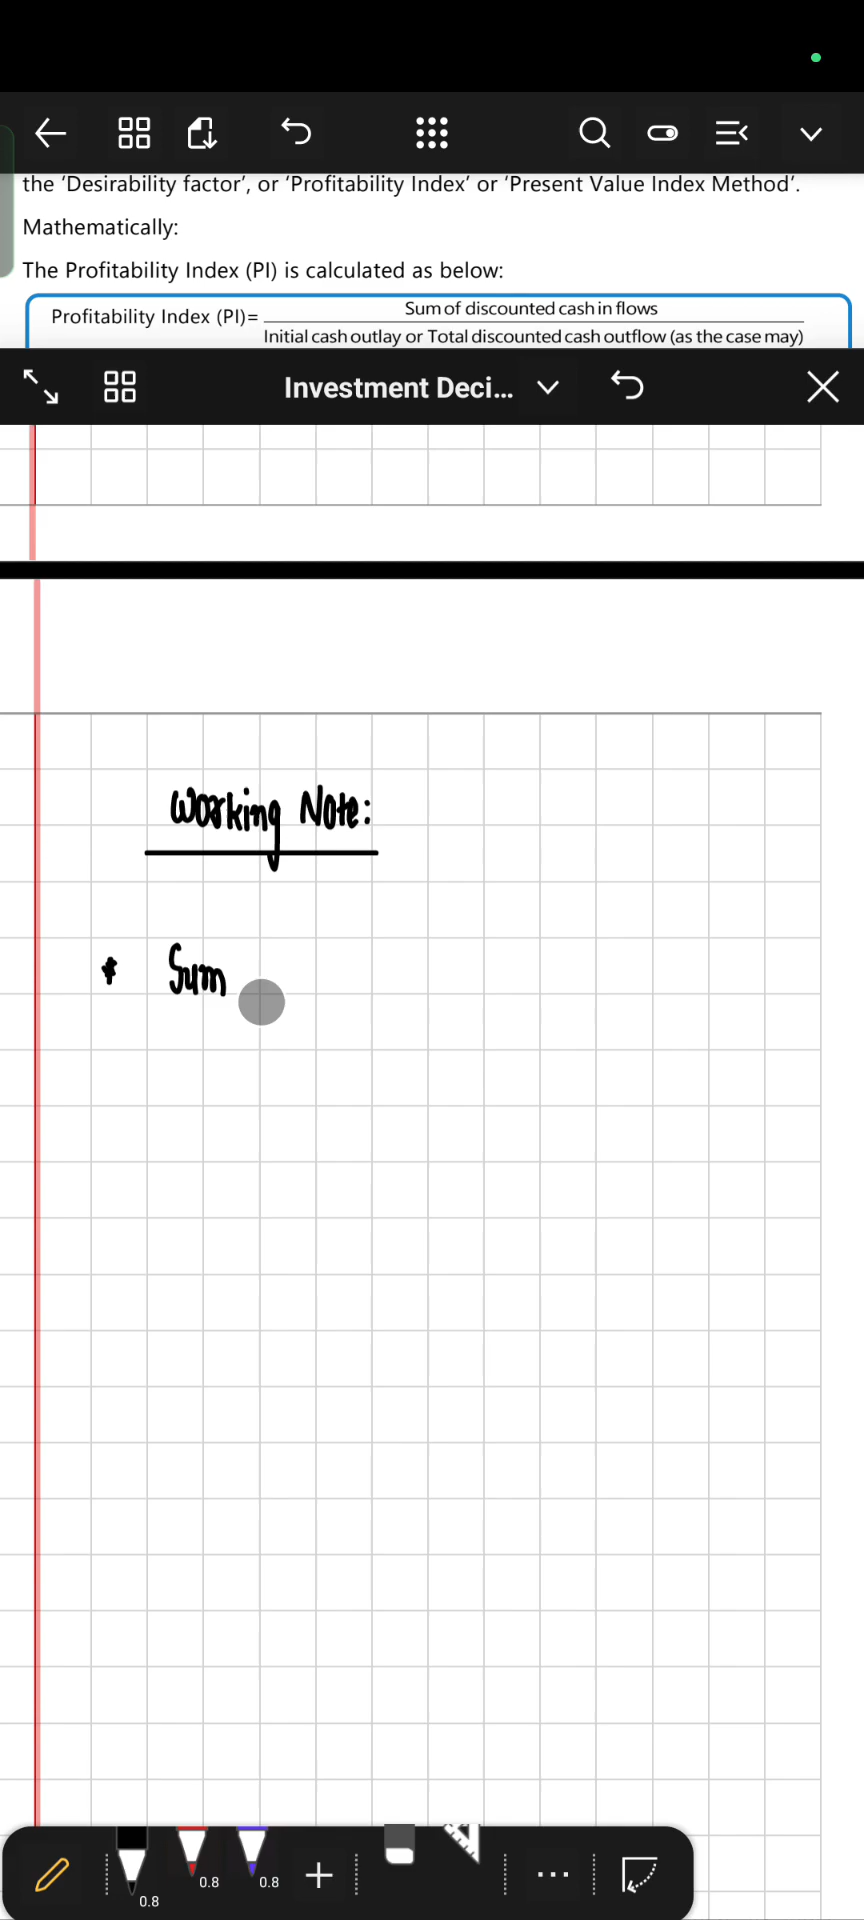 the ‘Desirability factor’, or ‘Profitability Index’ or ‘Present Value Index Method’.
Mathematically:
The Profitability Index (PI) is calculated as below:
Profitability Index (PI)= Sum of discounted cash in flows
Initial cash outlay or Total discounted cash outflow (as the case may)
Investment Deci...
Working Note:
* Sum
0.8 0.8 0.8